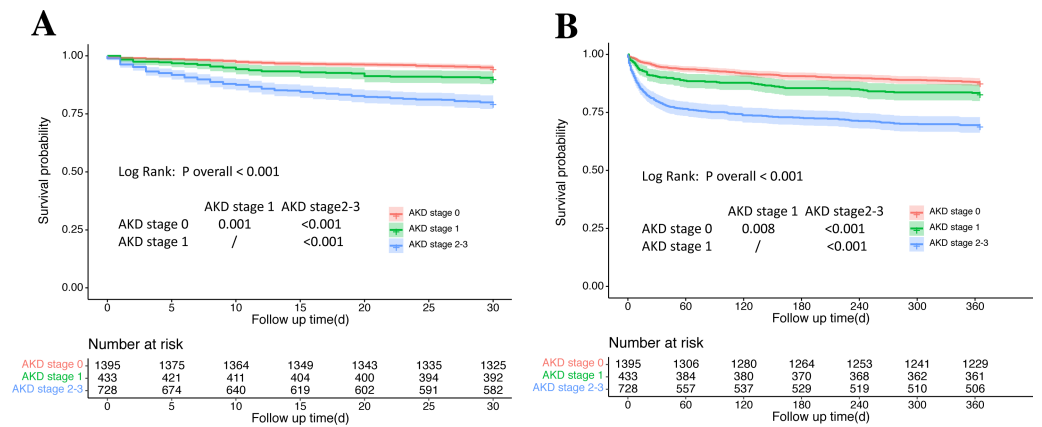 A
Survival probability
1.00
0.75
0.50
0.25
0.00
Log Rank:  P overall < 0.001
AKD stage 1 AKD stage2-3
AKD stage 0 0.001 <0.001
AKD stage 1 / <0.001
AKD stage 0
AKD stage 1
AKD stage 2-3
0 5 10 15 20 25 30
Follow up time(d)
Number at risk
AKD stage 0 1395 1375 1364 1349 1343 1335 1325
AKD stage 1 433 421 411 404 400 394 392
AKD stage 2-3 728 674 640 619 602 591 582
0 5 10 15 20 25 30
Follow up time(d)
B
Survival probability
1.00
0.75
0.50
0.25
0.00
Log Rank:  P overall < 0.001
AKD stage 1 AKD stage2-3
AKD stage 0 0.008 <0.001
AKD stage 1 / <0.001
AKD stage 0
AKD stage 1
AKD stage 2-3
0 60 120 180 240 300 360
Follow up time(d)
Number at risk
AKD stage 0 1395 1306 1280 1264 1253 1241 1229
AKD stage 1 433 384 380 370 368 362 361
AKD stage 2-3 728 557 537 529 519 510 506
0 60 120 180 240 300 360
Follow up time(d)